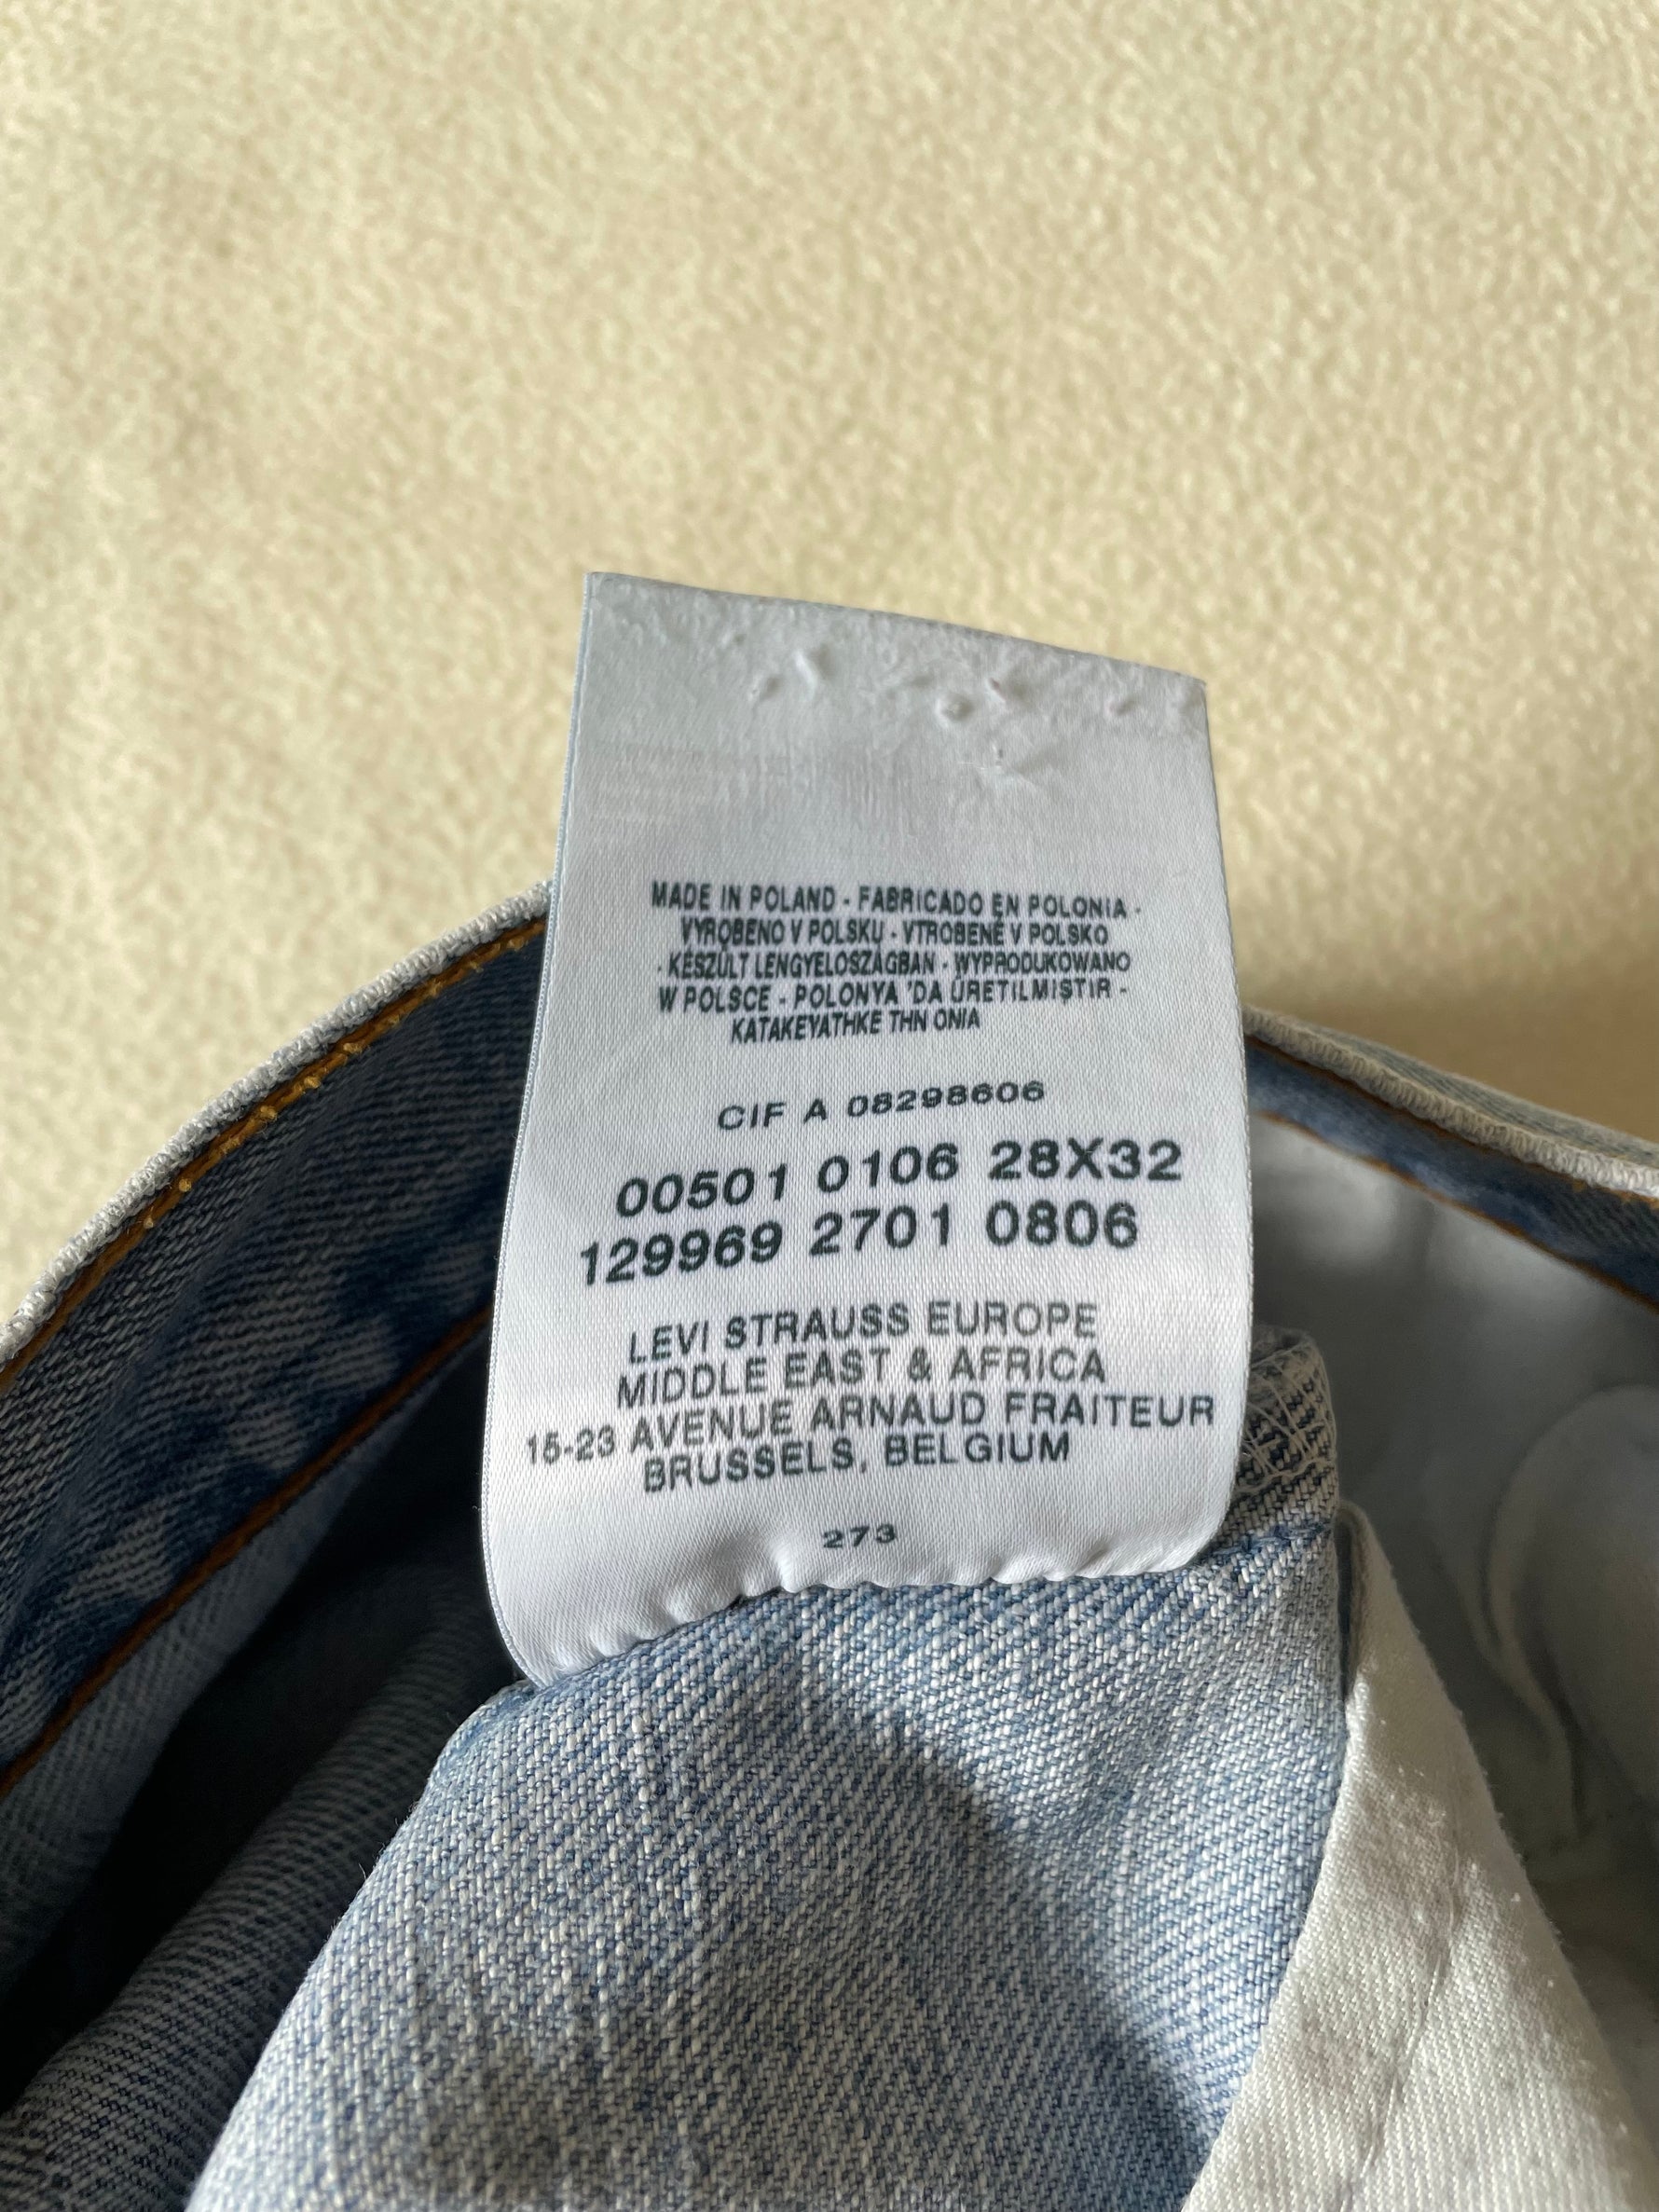 MADE IN POLAND - FABRICADO EN POLONIA -
VYROBENO V POLSKU - VTROBENÉ V POLSKO
- KÉSZÜLT LENGYELOSZÁGBAN - WYPRODUKOWANO
W POLSCE - POLONYA 'DA ÜRETILMIŞTIR -
KATAKEYATHKE THN ONIA
CIF A 08298606
00501 0106 28X32
129969 2701 0806
LEVI STRAUSS EUROPE
MIDDLE EAST & AFRICA
15-23 AVENUE ARNAUD FRAITEUR
BRUSSELS, BELGIUM
273